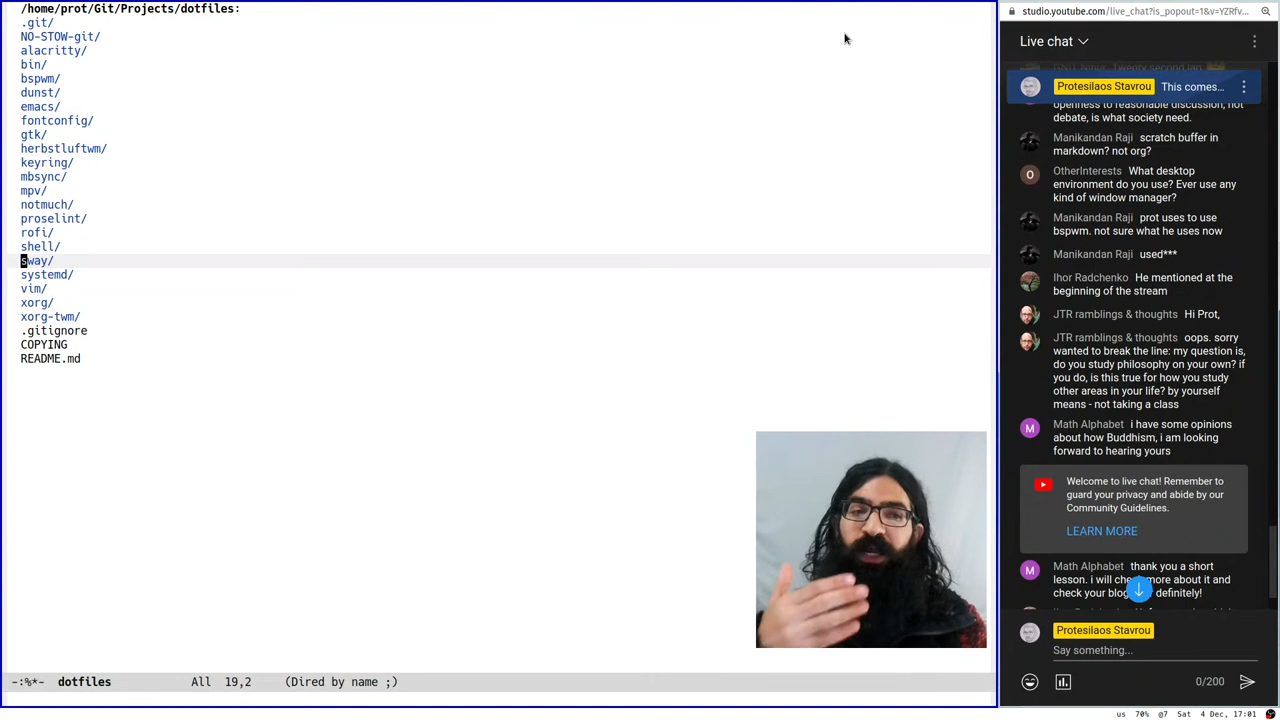 /home/prot/Git/Projects/dotfiles:
.git/
NO-STOW-git/
alacritty/
bin/
bspwm/
dunst/
emacs/
fontconfig/
gtk/
herbstluftwm/
keyring/
mbsync/
mpv/
notmuch/
proselint/
rofi/
shell/
sway/
systemd/
vim/
xorg/
xorg-twm/
.gitignore
COPYING
README.md
-:%*- dotfiles All 19,2 (Dired by name ;)
studio.youtube.com/live_chat?is_popout=1&v=YZRfv...
Live chat
Protesilaos Stavrou This comes...
openness to reasonable discussion, not
debate, is what society need.
Manikandan Raji scratch buffer in
markdown? not org?
OtherInterests What desktop
environment do you use? Ever use any
kind of window manager?
Manikandan Raji prot uses to use
bspwm. not sure what he uses now
Manikandan Raji used***
Ihor Radchenko He mentioned at the
beginning of the stream
JTR ramblings & thoughts Hi Prot,
JTR ramblings & thoughts oops. sorry
wanted to break the line: my question is,
do you study philosophy on your own? if
you do, is this true for how you study
other areas in your life? by yourself
means - not taking a class
Math Alphabet i have some opinions
about how Buddhism, i am looking
forward to hearing yours
Welcome to live chat! Remember to
guard your privacy and abide by our
Community Guidelines.
LEARN MORE
Math Alphabet thank you a short
lesson. i will more about it and
check your blog definitely!
Protesilaos Stavrou
Say something...
0/200
us 70% @7 Sat 4 Dec, 17:01